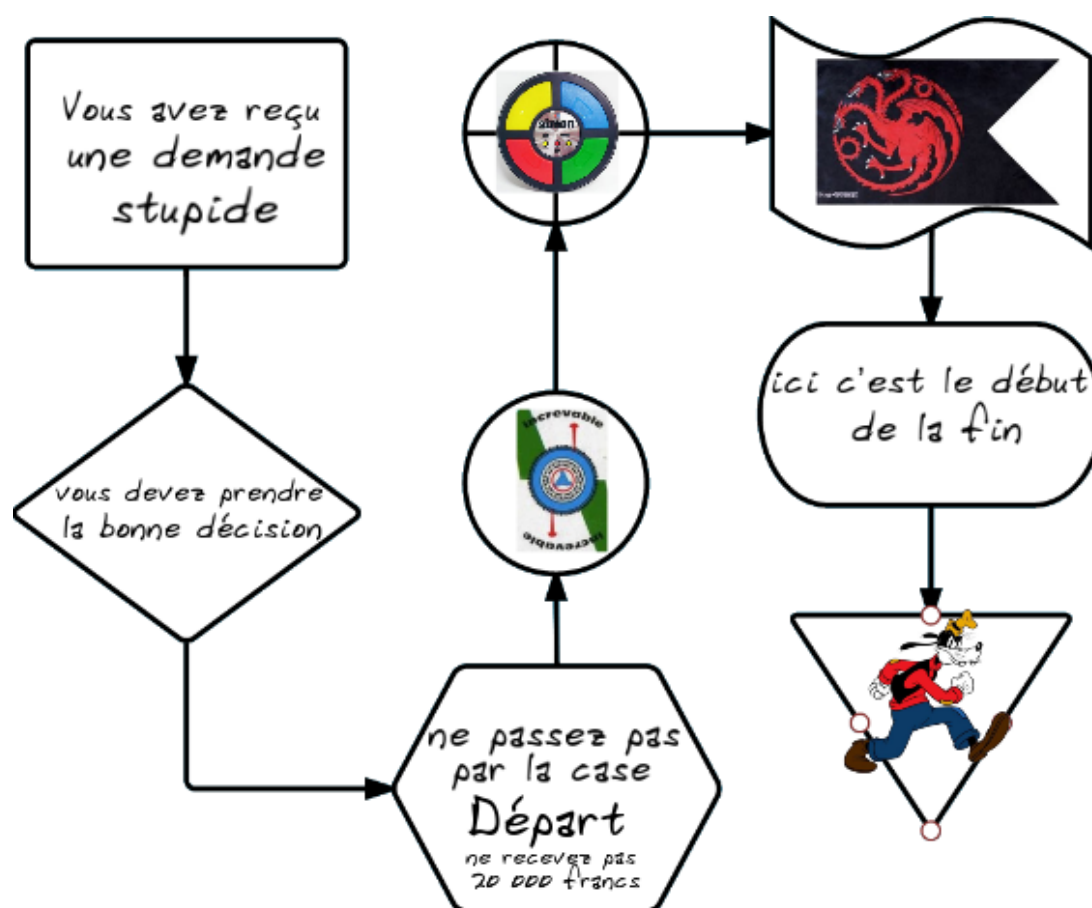 Vous avez reçu
une demande
stupide
vous devez prendre
la bonne décision
ne passez pas
par la case
Départ
ne recevez pas
20 000 francs
increvable
increvable
simon
ici c'est le début
de la fin